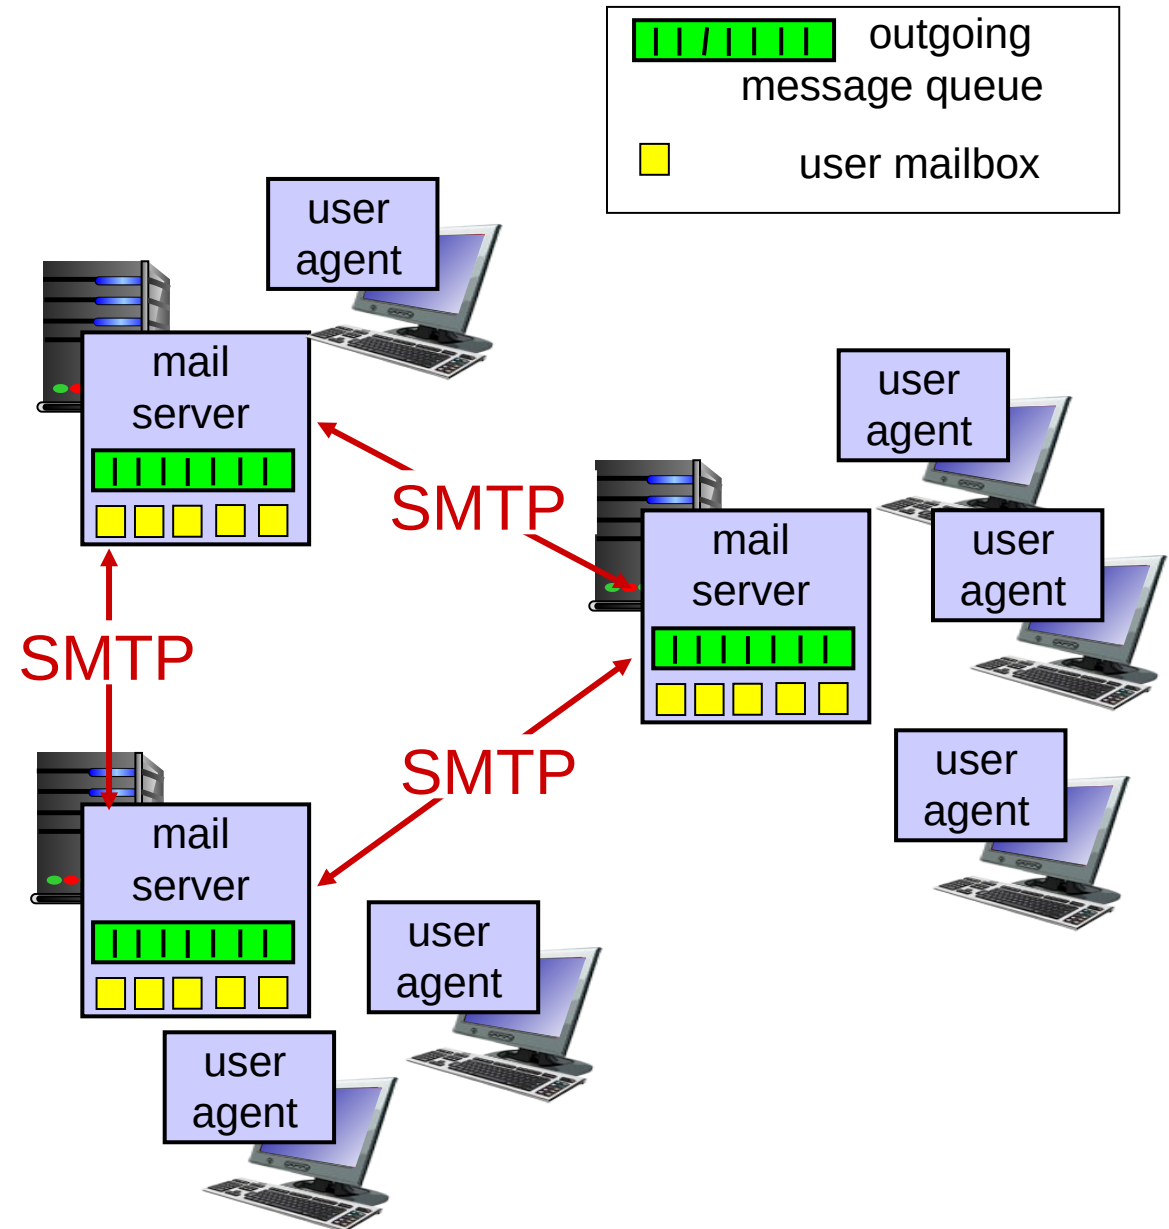 outgoing
message queue
user mailbox
user
agent
mail
server
SMTP
user
agent
mail
server
user
agent
SMTP
SMTP
user
agent
mail
server
user
agent
user
agent